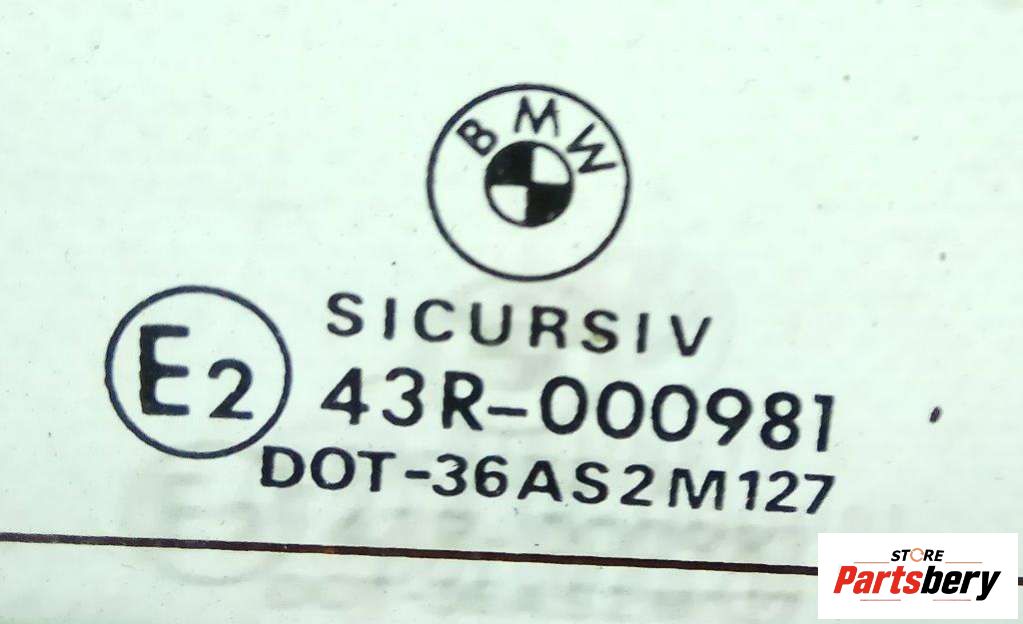 BMW
SICURSIV
E2
43R-000981
DOT-36AS2M127
STORE
Partsbery